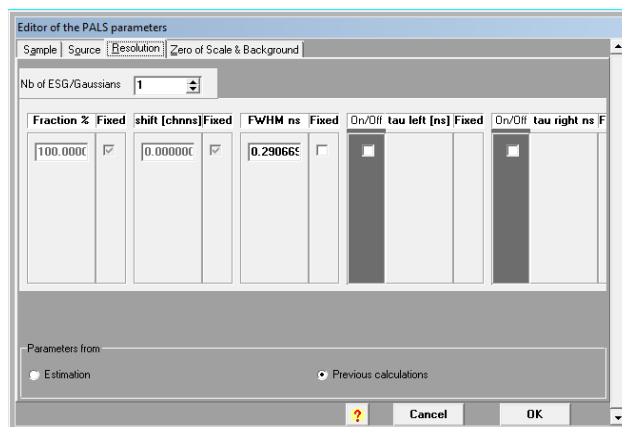 Editor of the PALS parameters
Sample Source Resolution Zero of Scale & Background
Nb of ESG/Gaussians 1
Fraction % Fixed shift [chnns] Fixed FWHM ns Fixed On/Off tau left [ns] Fixed On/Off tau right ns F
100.000 0.00000 0.290669
Parameters from
Estimation Previous calculations
? Cancel OK